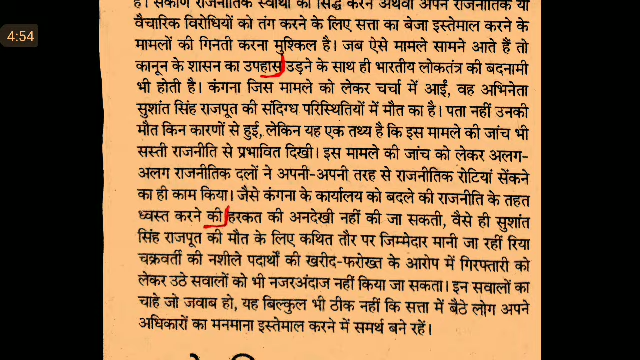 4:54
है। संकीर्ण राजनीतिक स्वार्थों को सिद्ध करने अथवा अपने राजनीतिक या
वैचारिक विरोधियों को तंग करने के लिए सत्ता का बेजा इस्तेमाल करने के
मामलों की गिनती करना मुश्किल है। जब ऐसे मामले सामने आते हैं तो
कानून के शासन का उपहास उड़ने के साथ ही भारतीय लोकतंत्र की बदनामी
भी होती है। कंगना जिस मामले को लेकर चर्चा में आईं, वह अभिनेता
सुशांत सिंह राजपूत की संदिग्ध परिस्थितियों में मौत का है। पता नहीं उनकी
मौत किन कारणों से हुई, लेकिन यह एक तथ्य है कि इस मामले की जांच भी
सस्ती राजनीति से प्रभावित दिखी। इस मामले की जांच को लेकर अलग-
अलग राजनीतिक दलों ने अपनी-अपनी तरह से राजनीतिक रोटियां सेंकने
का ही काम किया। जैसे कंगना के कार्यालय को बदले की राजनीति के तहत
ध्वस्त करने की हरकत की अनदेखी नहीं की जा सकती, वैसे ही सुशांत
सिंह राजपूत की मौत के लिए कथित तौर पर जिम्मेदार मानी जा रहीं रिया
चक्रवर्ती की नशीले पदार्थों की खरीद-फरोख्त के आरोप में गिरफ्तारी को
लेकर उठे सवालों को भी नजरअंदाज नहीं किया जा सकता। इन सवालों का
चाहे जो जवाब हो, यह बिल्कुल भी ठीक नहीं कि सत्ता में बैठे लोग अपने
अधिकारों का मनमाना इस्तेमाल करने में समर्थ बने रहें।